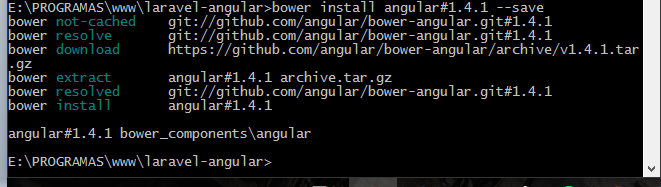 E:\PROGRAMAS\www\laravel-angular>bower install angular#1.4.1 --save
bower not-cached git://github.com/angular/bower-angular.git#1.4.1
bower resolve git://github.com/angular/bower-angular.git#1.4.1
bower download https://github.com/angular/bower-angular/archive/v1.4.1.tar
.gz
bower extract angular#1.4.1 archive.tar.gz
bower resolved git://github.com/angular/bower-angular.git#1.4.1
bower install angular#1.4.1
angular#1.4.1 bower_components\angular
E:\PROGRAMAS\www\laravel-angular>